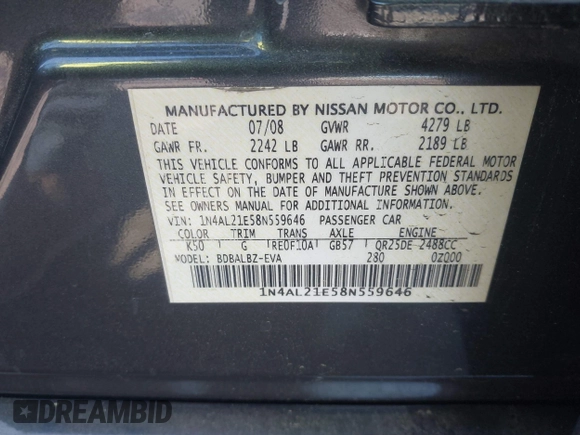 MANUFACTURED BY NISSAN MOTOR CO., LTD.
DATE 07/08 GVWR 4279 LB
GAWR FR. 2242 LB GAWR RR. 2189 LB
THIS VEHICLE CONFORMS TO ALL APPLICABLE FEDERAL MOTOR
VEHICLE SAFETY, BUMPER AND THEFT PREVENTION STANDARDS
IN EFFECT ON THE DATE OF MANUFACTURE SHOWN ABOVE.
SEE OWNERS MANUAL FOR ADDITIONAL INFORMATION.
VIN: 1N4AL21E58N559646 PASSENGER CAR
COLOR TRIM TRANS AXLE ENGINE
K50 G RE0F10A GB57 QR25DE 2488CC
MODEL: BDBALBZ-EVA 280 0Z000
1N4AL21E58N559646
DREAMBID